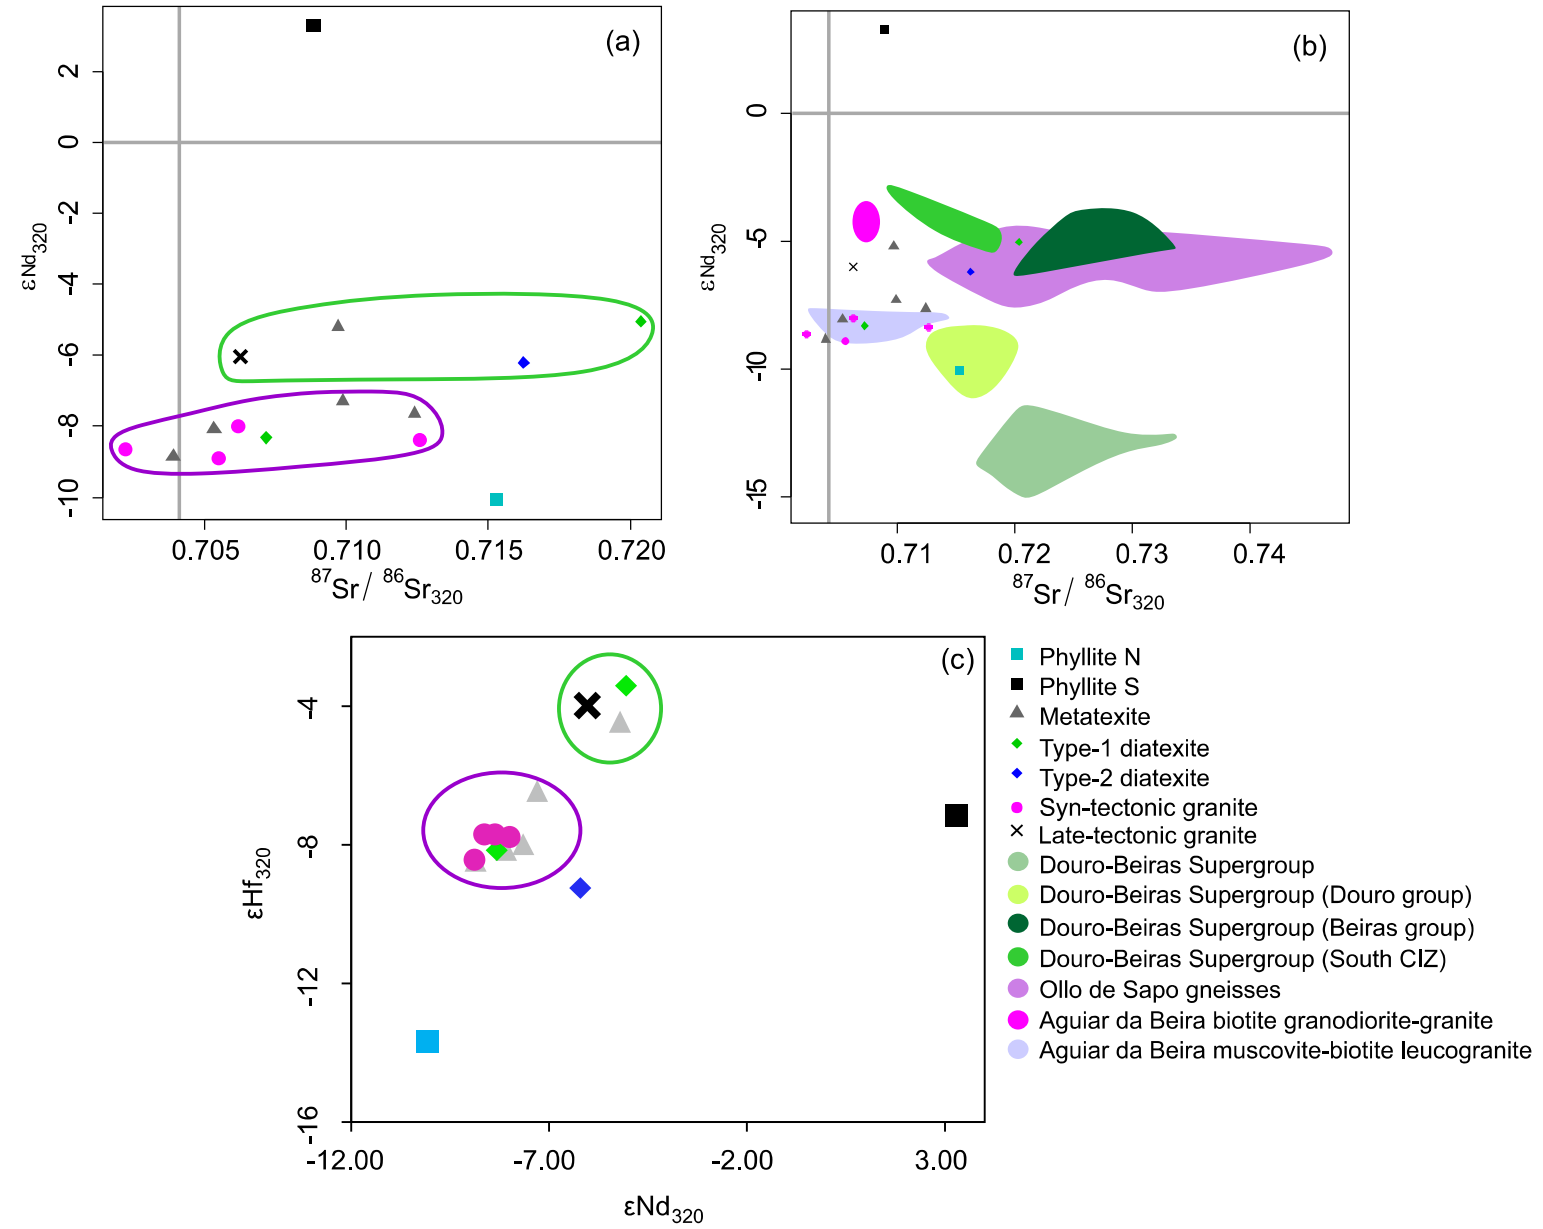 (a)
2
0
-2
-4
-6
-8
-10
εNd320
0.705 0.710 0.715 0.720
87Sr/ 86Sr320
(b)
0
-5
-10
-15
εNd320
0.71 0.72 0.73 0.74
87Sr/ 86Sr320
(c)
-4
-8
-12
-16
εHf320
-12.00 -7.00 -2.00 3.00
εNd320
Phyllite N
Phyllite S
Metatexite
Type-1 diatexite
Type-2 diatexite
Syn-tectonic granite
Late-tectonic granite
Douro-Beiras Supergroup
Douro-Beiras Supergroup (Douro group)
Douro-Beiras Supergroup (Beiras group)
Douro-Beiras Supergroup (South CIZ)
Ollo de Sapo gneisses
Aguiar da Beira biotite granodiorite-granite
Aguiar da Beira muscovite-biotite leucogranite